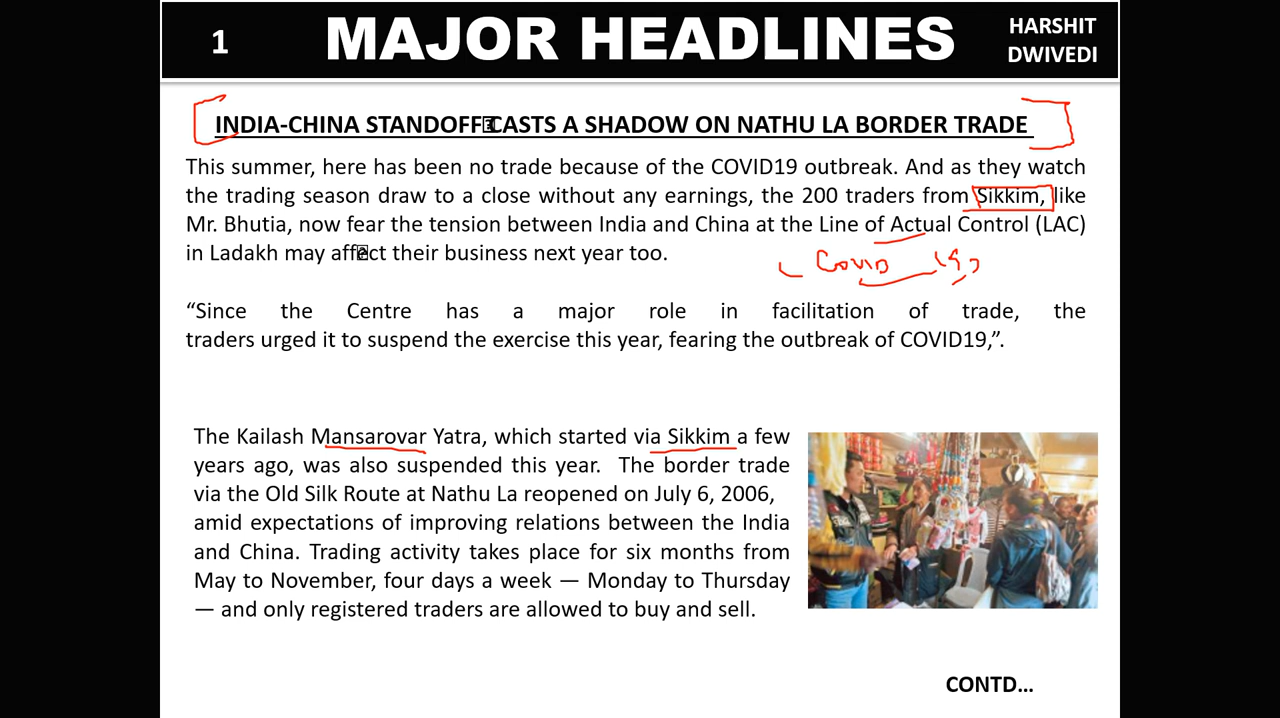 1
MAJOR HEADLINES
HARSHIT
DWIVEDI
INDIA-CHINA STANDOFF CASTS A SHADOW ON NATHU LA BORDER TRADE
This summer, here has been no trade because of the COVID19 outbreak. And as they watch
the trading season draw to a close without any earnings, the 200 traders from Sikkim, like
Mr. Bhutia, now fear the tension between India and China at the Line of Actual Control (LAC)
in Ladakh may affect their business next year too.
Covid 19
“Since the Centre has a major role in facilitation of trade, the
traders urged it to suspend the exercise this year, fearing the outbreak of COVID19,”.
The Kailash Mansarovar Yatra, which started via Sikkim a few
years ago, was also suspended this year. The border trade
via the Old Silk Route at Nathu La reopened on July 6, 2006,
amid expectations of improving relations between the India
and China. Trading activity takes place for six months from
May to November, four days a week — Monday to Thursday
— and only registered traders are allowed to buy and sell.
CONTD...